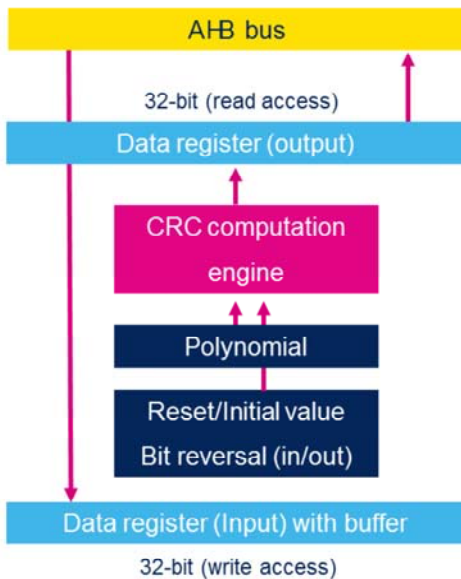 AHB bus
32-bit (read access)
Data register (output)
CRC computation
engine
Polynomial
Reset/Initial value
Bit reversal (in/out)
Data register (Input) with buffer
32-bit (write access)